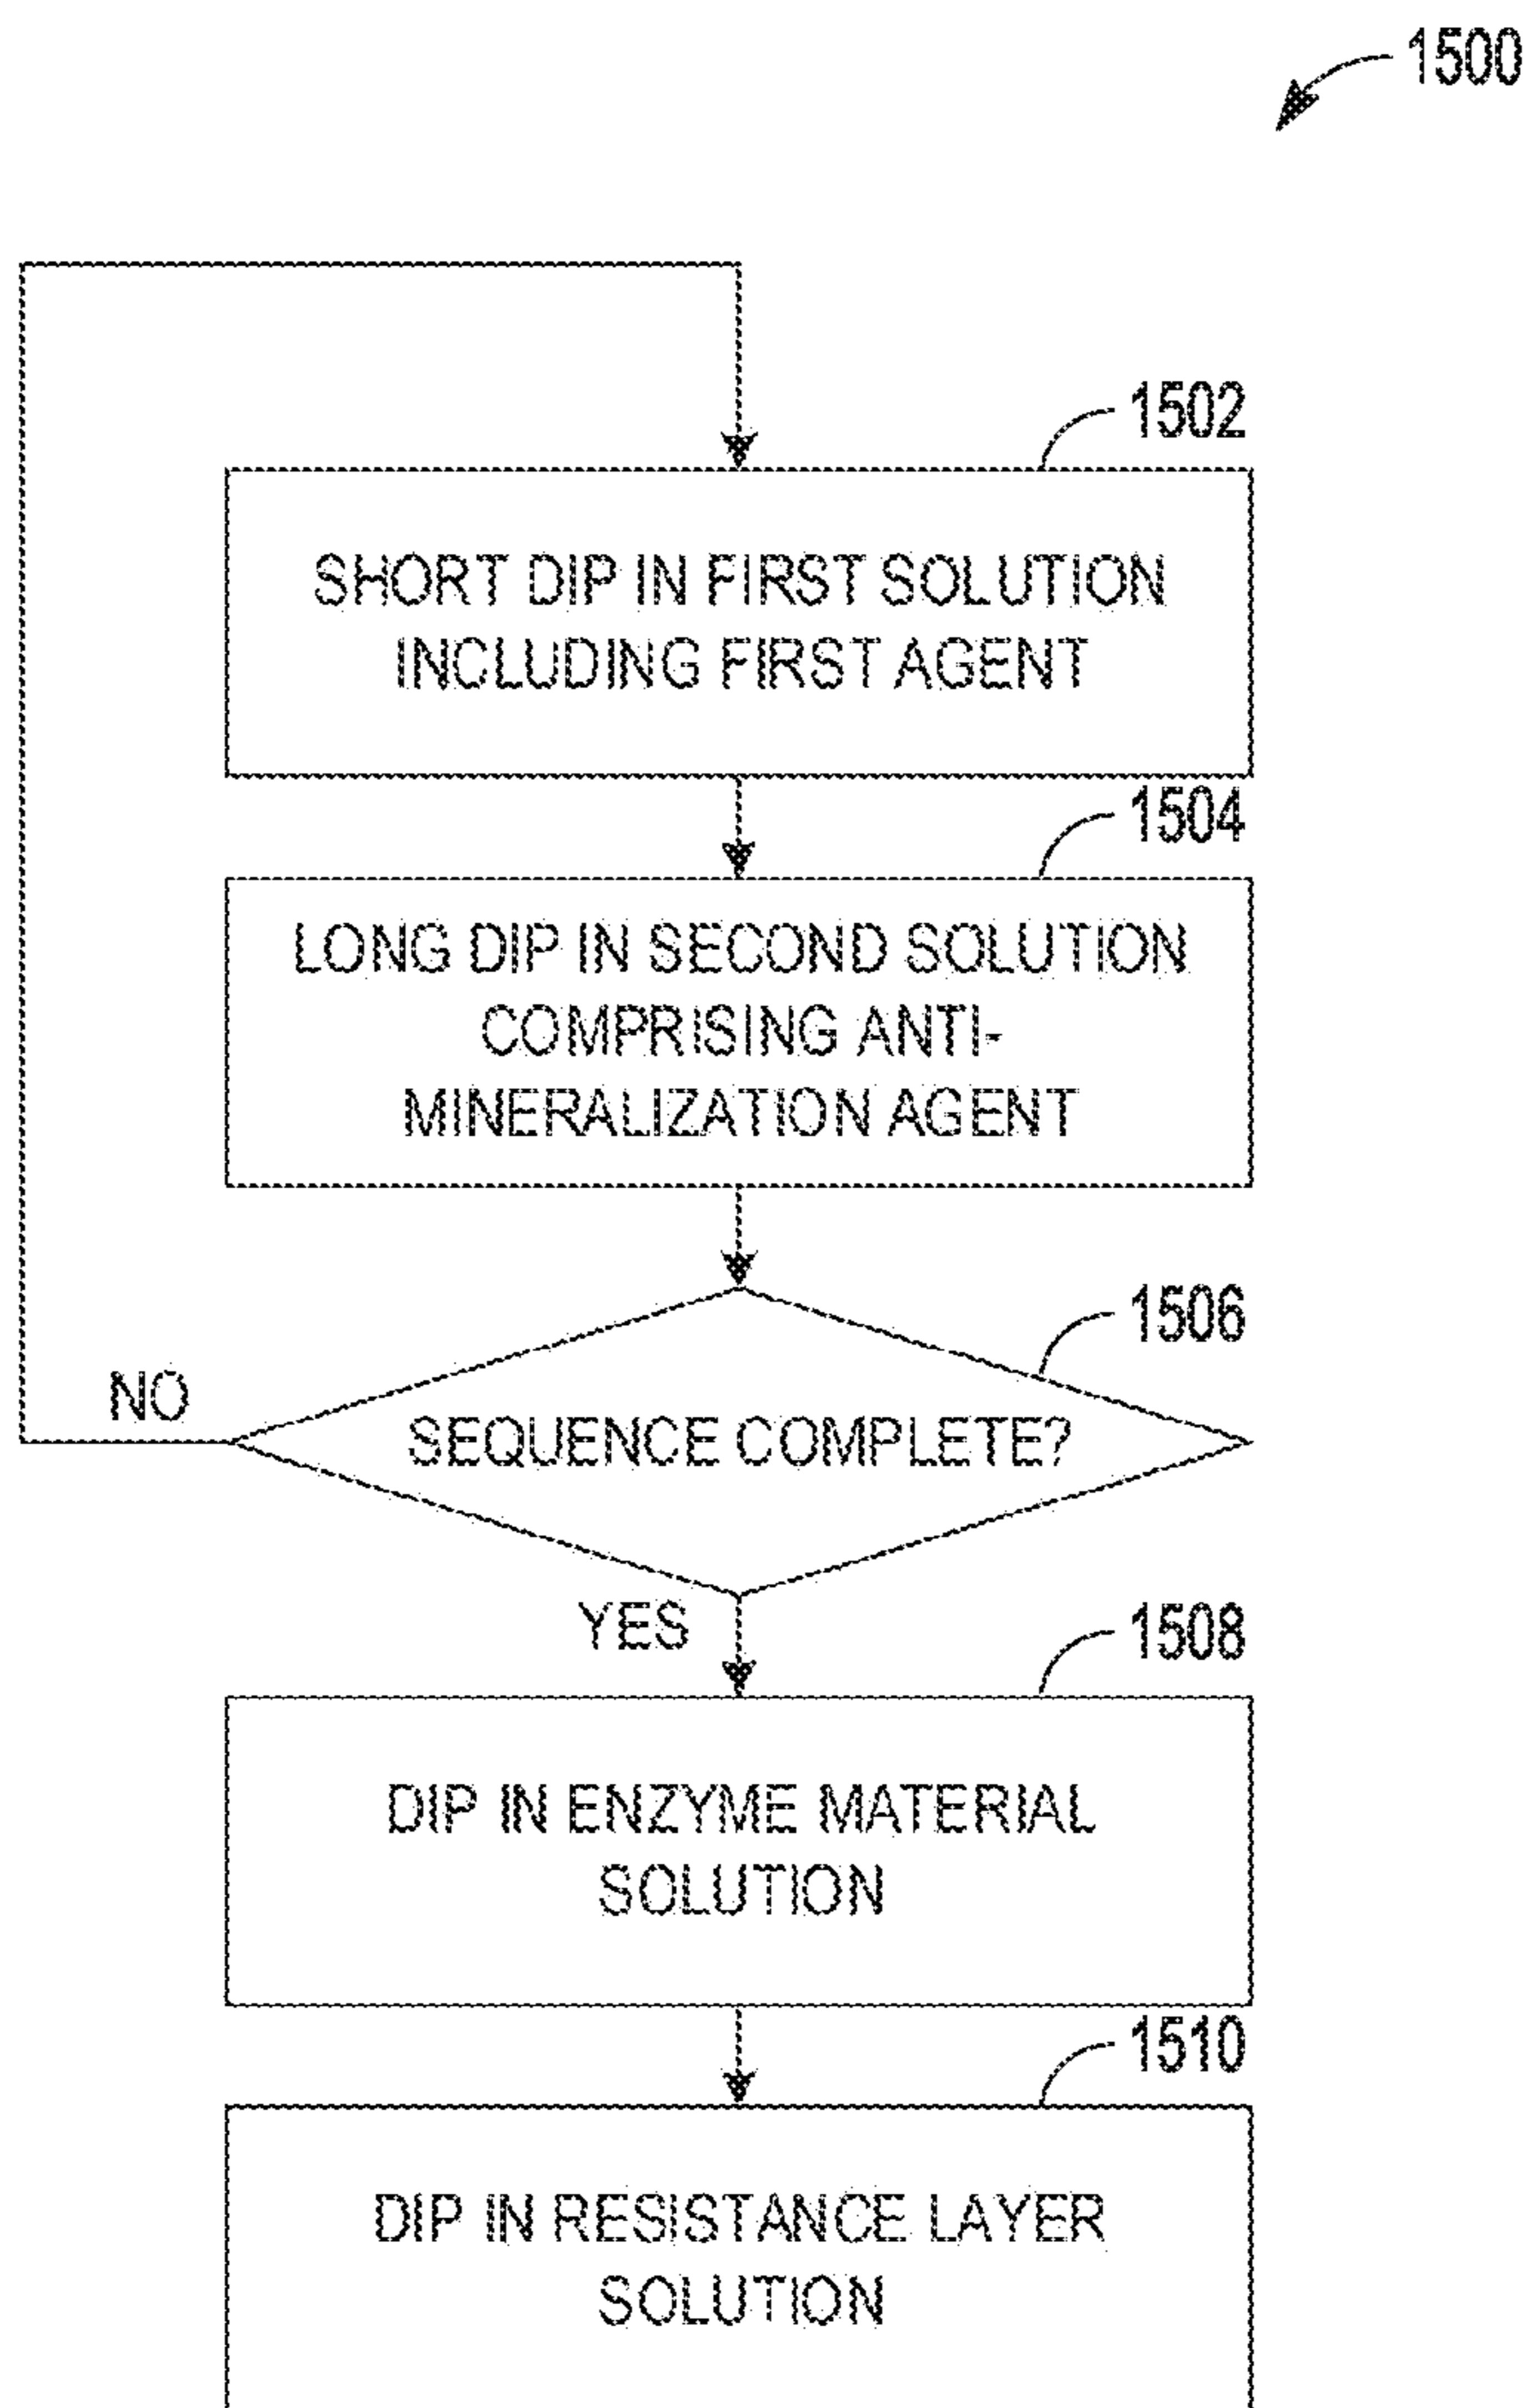 1500
1502
SHORT DIP IN FIRST SOLUTION
INCLUDING FIRST AGENT
1504
LONG DIP IN SECOND SOLUTION
COMPRISING ANTI-
MINERALIZATION AGENT
1506
NO
SEQUENCE COMPLETE?
YES
1508
DIP IN ENZYME MATERIAL
SOLUTION
1510
DIP IN RESISTANCE LAYER
SOLUTION